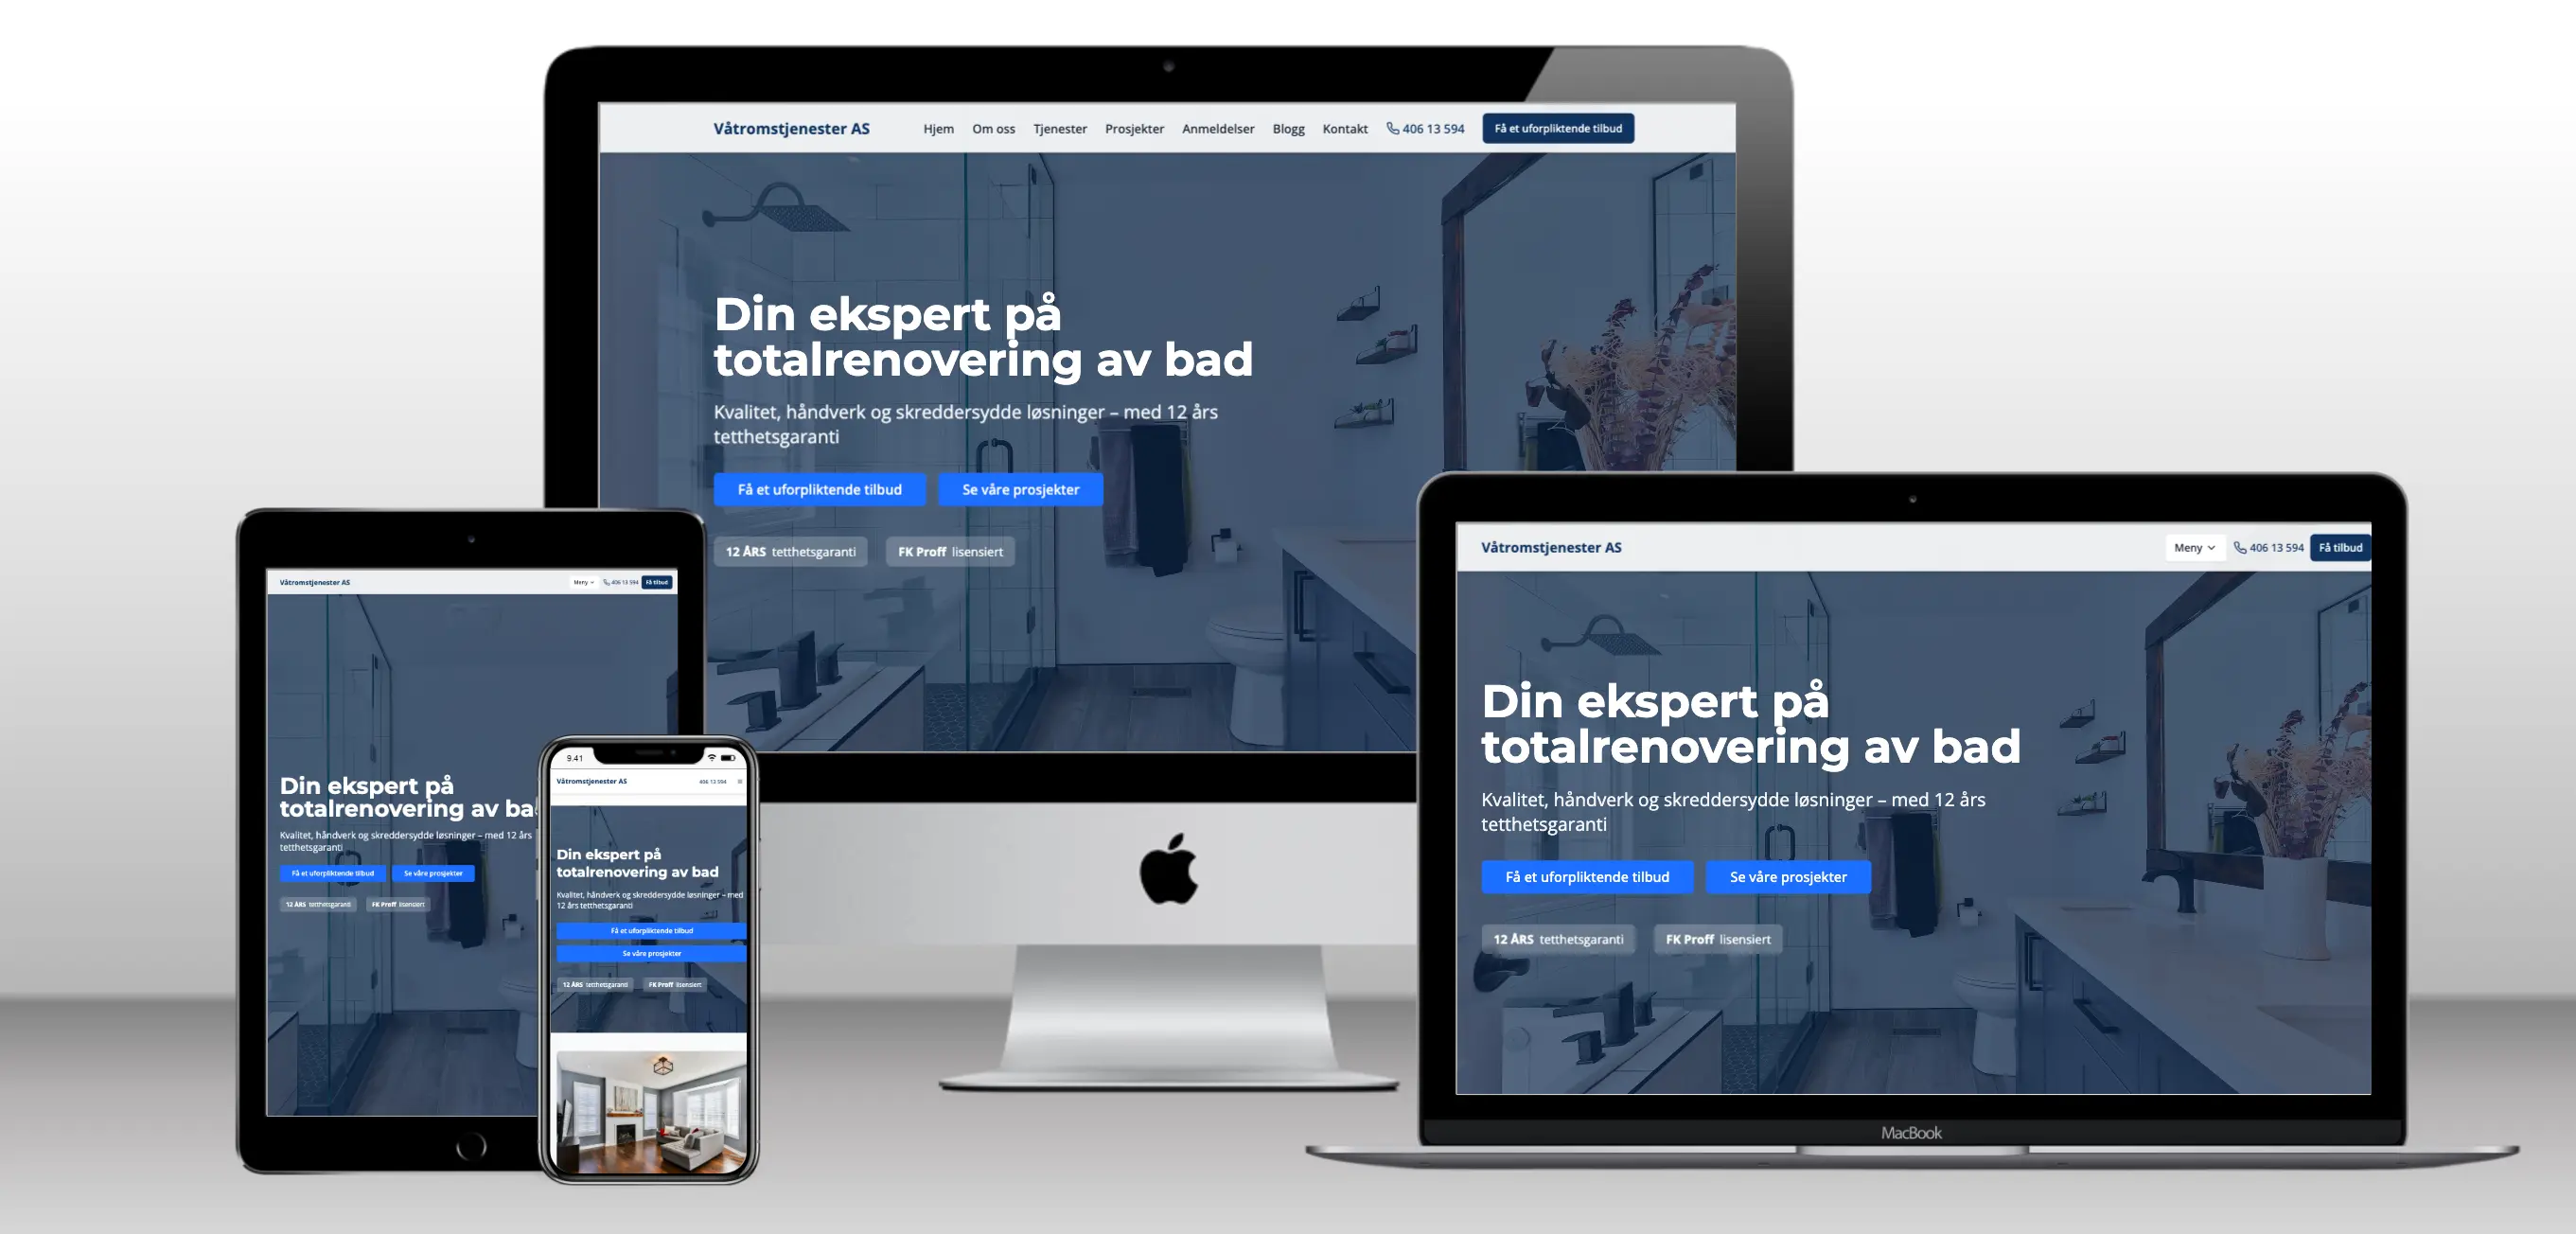 Våtromstjenester AS
Hjem Om oss Tjenester Prosjekter Anmeldelser Blogg Kontakt 406 13 594 Få et uforpliktende tilbud
Din ekspert på
totalrenovering av bad
Kvalitet, håndverk og skreddersydde løsninger – med 12 års
tetthetsgaranti
Få et uforpliktende tilbud Se våre prosjekter
12 ÅRS tetthetsgaranti FK Proff lisensiert
Våtromstjenester AS Meny 406 13 594 Få tilbud
Din ekspert på
totalrenovering av ba
Kvalitet, håndverk og skreddersydde løsninger – med 12 års
tetthetsgaranti
Få et uforpliktende tilbud Se våre prosjekter
12 ÅRS tetthetsgaranti FK Proff lisensiert
9.41
Våtromstjenester AS 406 13 594
Din ekspert på
totalrenovering av bad
Kvalitet, håndverk og skreddersydde løsninger – med
12 års tetthetsgaranti
Få et uforpliktende tilbud
Se våre prosjekter
12 ÅRS tetthetsgaranti FK Proff lisensiert
Våtromstjenester AS Meny 406 13 594 Få tilbud
Din ekspert på
totalrenovering av bad
Kvalitet, håndverk og skreddersydde løsninger – med 12 års
tetthetsgaranti
Få et uforpliktende tilbud Se våre prosjekter
12 ÅRS tetthetsgaranti FK Proff lisensiert
MacBook